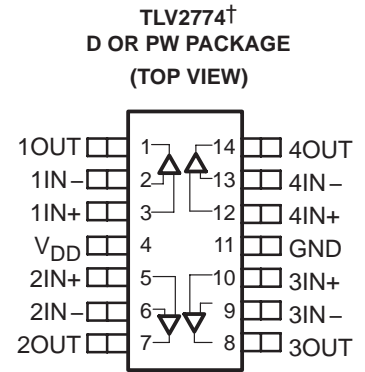 TLV2774†
D OR PW PACKAGE
(TOP VIEW)
1OUT 1 14 4OUT
1IN− 2 13 4IN−
1IN+ 3 12 4IN+
VDD 4 11 GND
2IN+ 5 10 3IN+
2IN− 6 9 3IN−
2OUT 7 8 3OUT